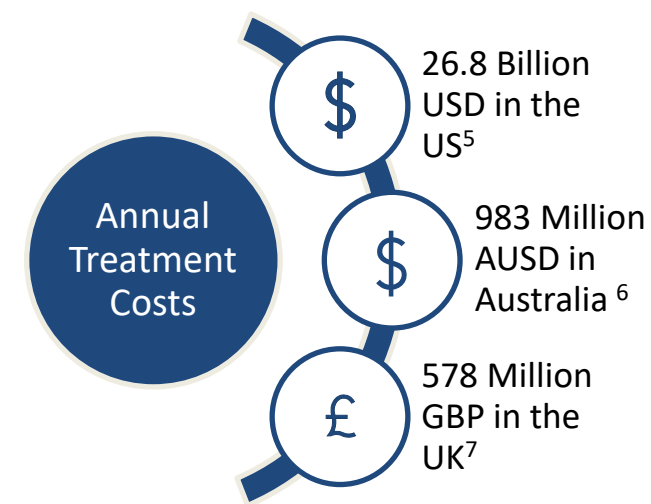 Annual
Treatment
Costs
$
26.8 Billion
USD in the
US⁵
$
983 Million
AUSD in
Australia ⁶
£
578 Million
GBP in the
UK⁷